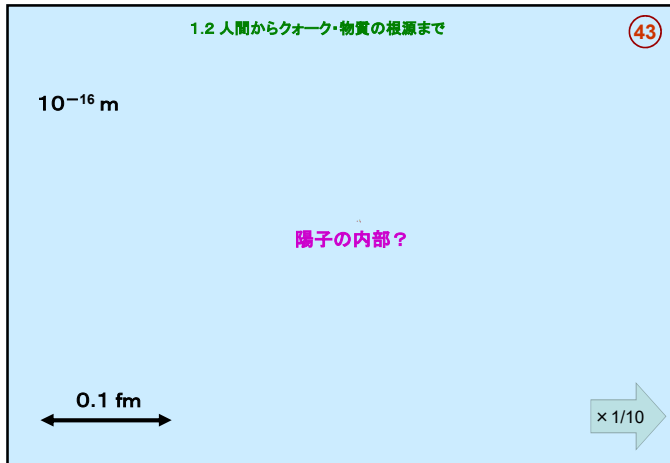 1.2 人間からクォーク・物質の根源まで
43
10⁻¹⁶ m
陽子の内部？
0.1 fm
× 1/10